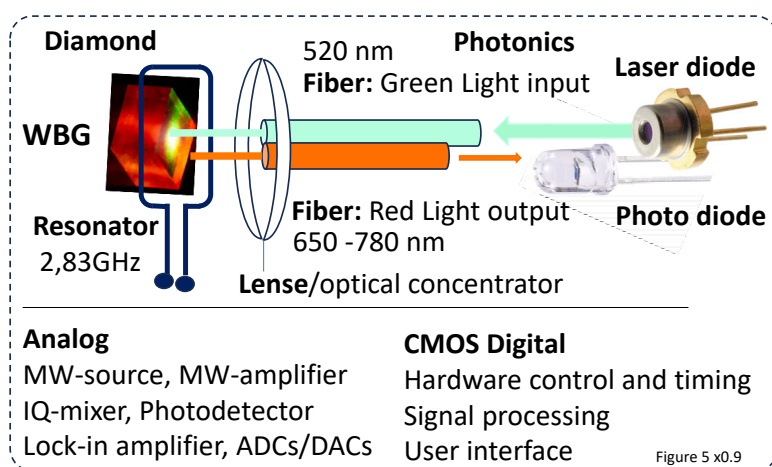 Diamond
520 nm
Photonics
Fiber: Green Light input
Laser diode
WBG
Resonator
2,83GHz
Fiber: Red Light output
650 -780 nm
Photo diode
Lense/optical concentrator
Analog
MW-source, MW-amplifier
IQ-mixer, Photodetector
Lock-in amplifier, ADCs/DACs
CMOS Digital
Hardware control and timing
Signal processing
User interface
Figure 5 x0.9